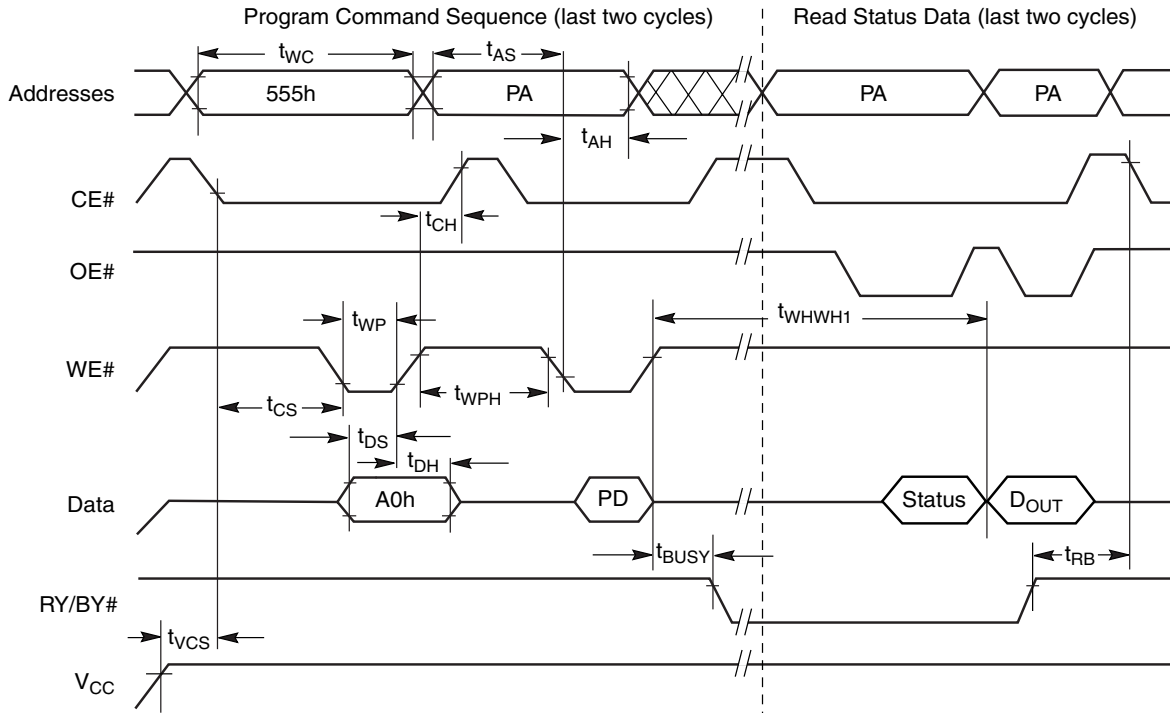 Program Command Sequence (last two cycles)
Read Status Data (last two cycles)
tWC
tAS
Addresses
555h
PA
PA
PA
tAH
CE#
tCH
OE#
tWP
tWHWH1
WE#
tWPH
tCS
tDS
tDH
Data
A0h
PD
Status
DOUT
tBUSY
tRB
RY/BY#
tVCS
VCC